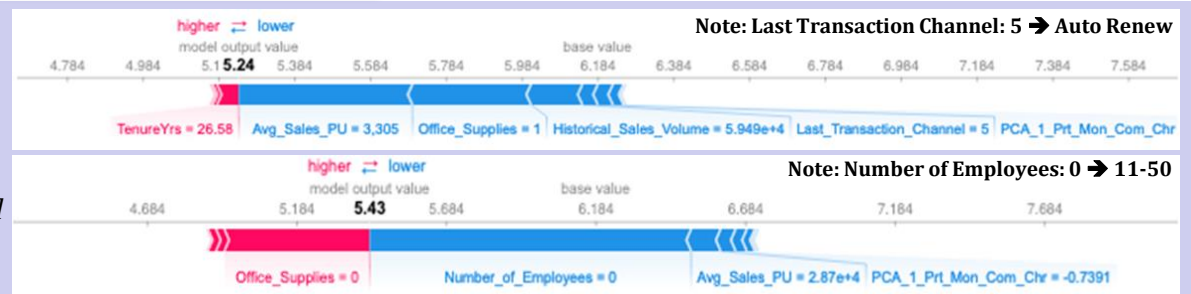 higher ⇄ lower
Note: Last Transaction Channel: 5 ➔ Auto Renew
model output value
base value
4.784 4.984 5.1 5.24 5.384 5.584 5.784 5.984 6.184 6.384 6.584 6.784 6.984 7.184 7.384 7.584
TenureYrs = 26.58 Avg_Sales_PU = 3,305 Office_Supplies = 1 Historical_Sales_Volume = 5.949e+4 Last_Transaction_Channel = 5 PCA_1_Prt_Mon_Com_Chr
higher ⇄ lower
Note: Number of Employees: 0 ➔ 11-50
model output value
base value
4.684 5.184 5.43 5.684 6.184 6.684 7.184 7.684
Office_Supplies = 0 Number_of_Employees = 0 Avg_Sales_PU = 2.87e+4 PCA_1_Prt_Mon_Com_Chr = -0.7391